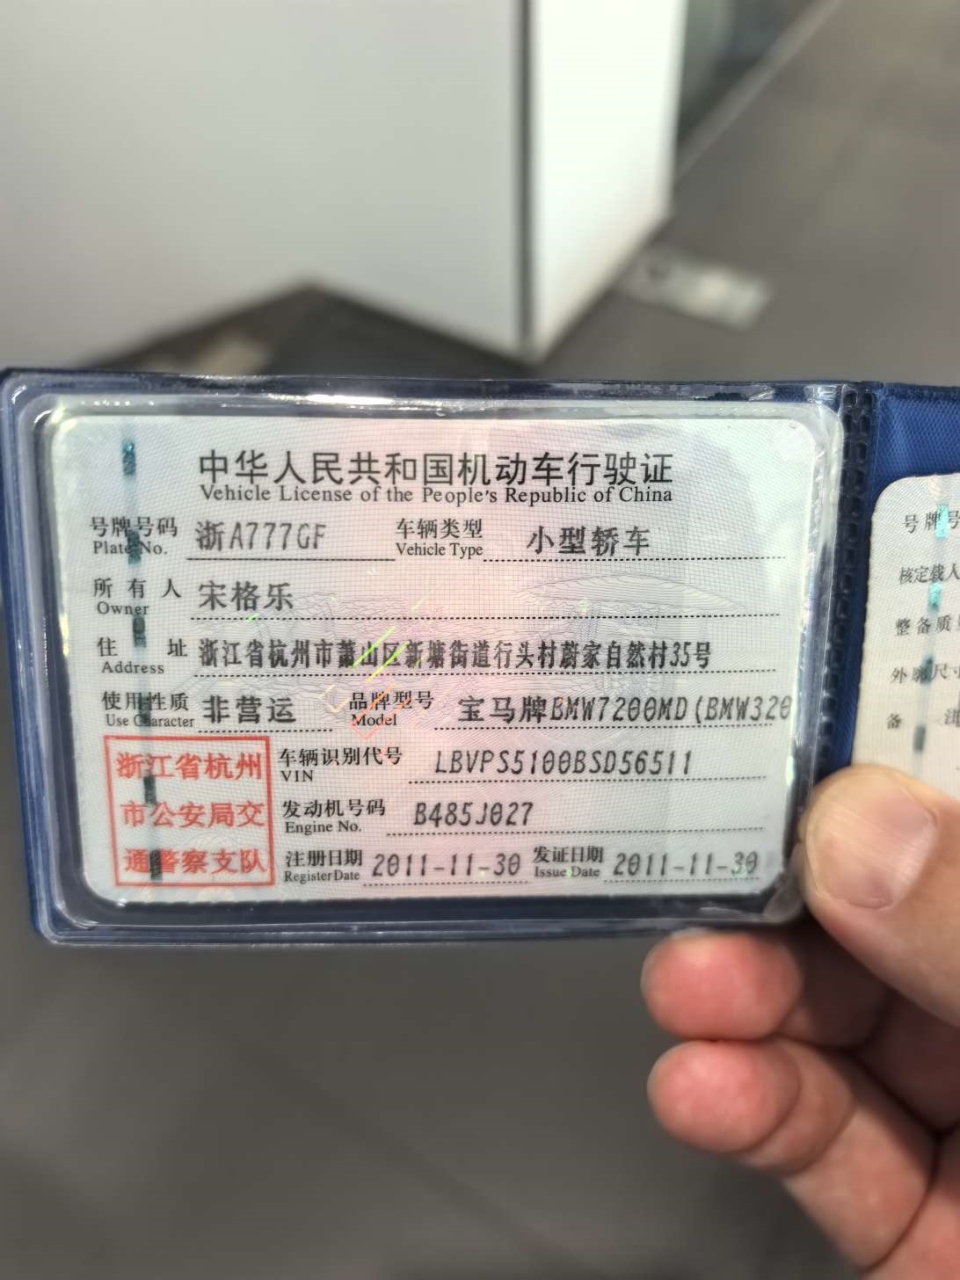 中华人民共和国机动车行驶证
Vehicle License of the People's Republic of China
号牌号码 浙A777GF 车辆类型 小型轿车
Plate No. Vehicle Type
所有人 宋格乐
Owner
住址 浙江省杭州市萧山区新塘街道行头村蔚家自然村35号
Address
使用性质 非营运 品牌型号 宝马牌BMW7200MD(BMW320
Use Character Model
浙江省杭州市公安局交通警察支队
车辆识别代号 LBVPS5100BSD56511
VIN
发动机号码 B485J027
Engine No.
注册日期 2011-11-30 发证日期 2011-11-30
Register Date Issue Date
号牌号
核定载人
整备质
外廓尺寸
备